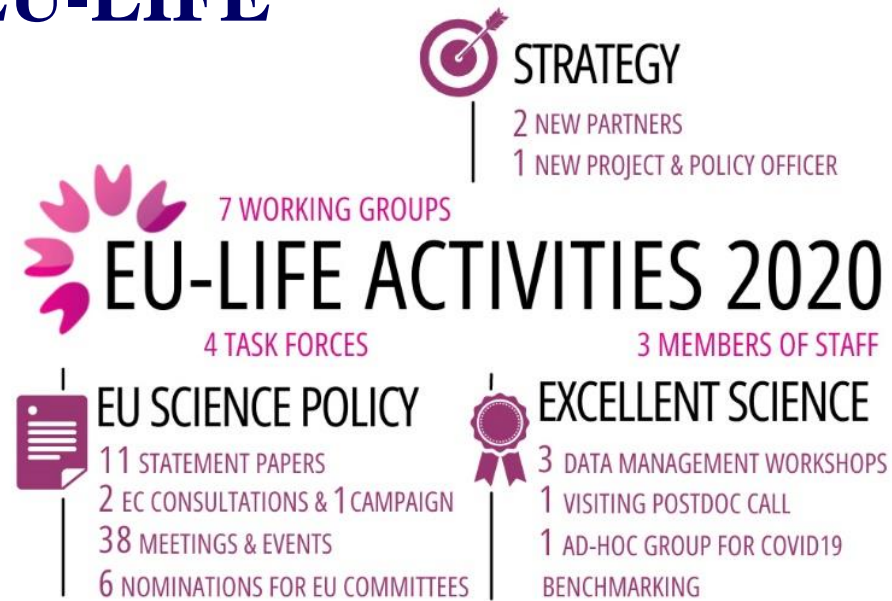 EU-LIFE
STRATEGY
2 NEW PARTNERS
1 NEW PROJECT & POLICY OFFICER
7 WORKING GROUPS
EU-LIFE ACTIVITIES 2020
4 TASK FORCES
3 MEMBERS OF STAFF
EU SCIENCE POLICY
11 STATEMENT PAPERS
2 EC CONSULTATIONS & 1 CAMPAIGN
38 MEETINGS & EVENTS
6 NOMINATIONS FOR EU COMMITTEES
EXCELLENT SCIENCE
3 DATA MANAGEMENT WORKSHOPS
1 VISITING POSTDOC CALL
1 AD-HOC GROUP FOR COVID19
BENCHMARKING